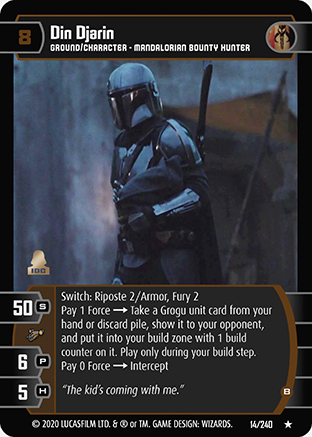 8
Din Djarin
GROUND/CHARACTER - MANDALORIAN BOUNTY HUNTER
100
50 S
6 P
5 H
Switch: Riposte 2/Armor, Fury 2
Pay 1 Force → Take a Grogu unit card from your
hand or discard pile, show it to your opponent,
and put it into your build zone with 1 build
counter on it. Play only during your build step.
Pay 0 Force → Intercept
"The kid's coming with me."
B
© 2020 LUCASFILM LTD. & ® OR TM. GAME DESIGN: WIZARDS. 14/240 ★